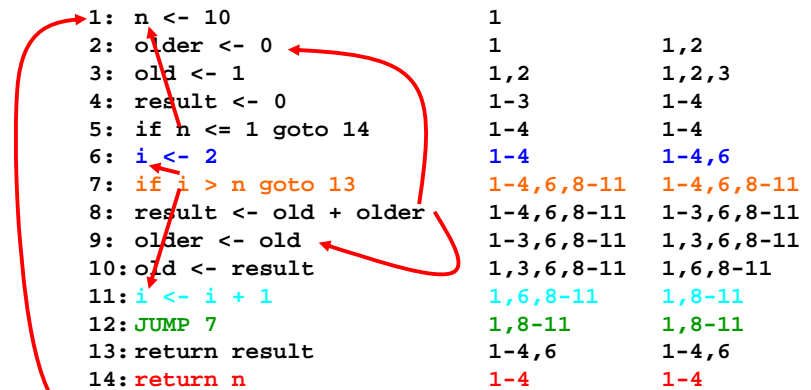 1: n <- 10 1
2: older <- 0 1 1,2
3: old <- 1 1,2 1,2,3
4: result <- 0 1-3 1-4
5: if n <= 1 goto 14 1-4 1-4
6: i <- 2 1-4 1-4,6
7: if i > n goto 13 1-4,6,8-11 1-4,6,8-11
8: result <- old + older 1-4,6,8-11 1-3,6,8-11
9: older <- old 1-3,6,8-11 1,3,6,8-11
10: old <- result 1,3,6,8-11 1,6,8-11
11: i <- i + 1 1,6,8-11 1,8-11
12: JUMP 7 1,8-11 1,8-11
13: return result 1-4,6 1-4,6
14: return n 1-4 1-4